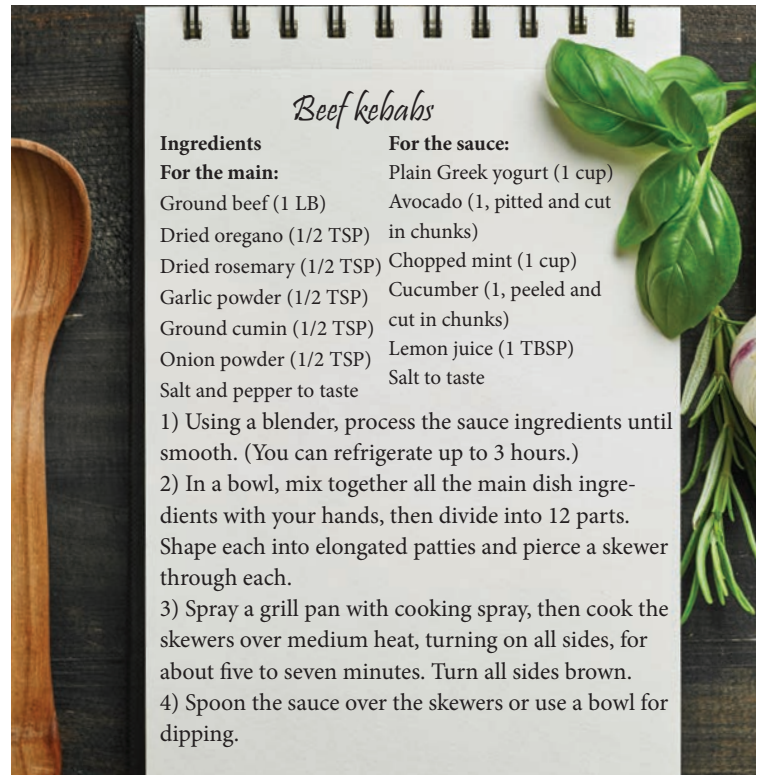 Beef kebabs
Ingredients
For the main:
Ground beef (1 LB)
Dried oregano (1/2 TSP)
Dried rosemary (1/2 TSP)
Garlic powder (1/2 TSP)
Ground cumin (1/2 TSP)
Onion powder (1/2 TSP)
Salt and pepper to taste
For the sauce:
Plain Greek yogurt (1 cup)
Avocado (1, pitted and cut
in chunks)
Chopped mint (1 cup)
Cucumber (1, peeled and
cut in chunks)
Lemon juice (1 TBSP)
Salt to taste
1) Using a blender, process the sauce ingredients until
smooth. (You can refrigerate up to 3 hours.)
2) In a bowl, mix together all the main dish ingre-
dients with your hands, then divide into 12 parts.
Shape each into elongated patties and pierce a skewer
through each.
3) Spray a grill pan with cooking spray, then cook the
skewers over medium heat, turning on all sides, for
about five to seven minutes. Turn all sides brown.
4) Spoon the sauce over the skewers or use a bowl for
dipping.